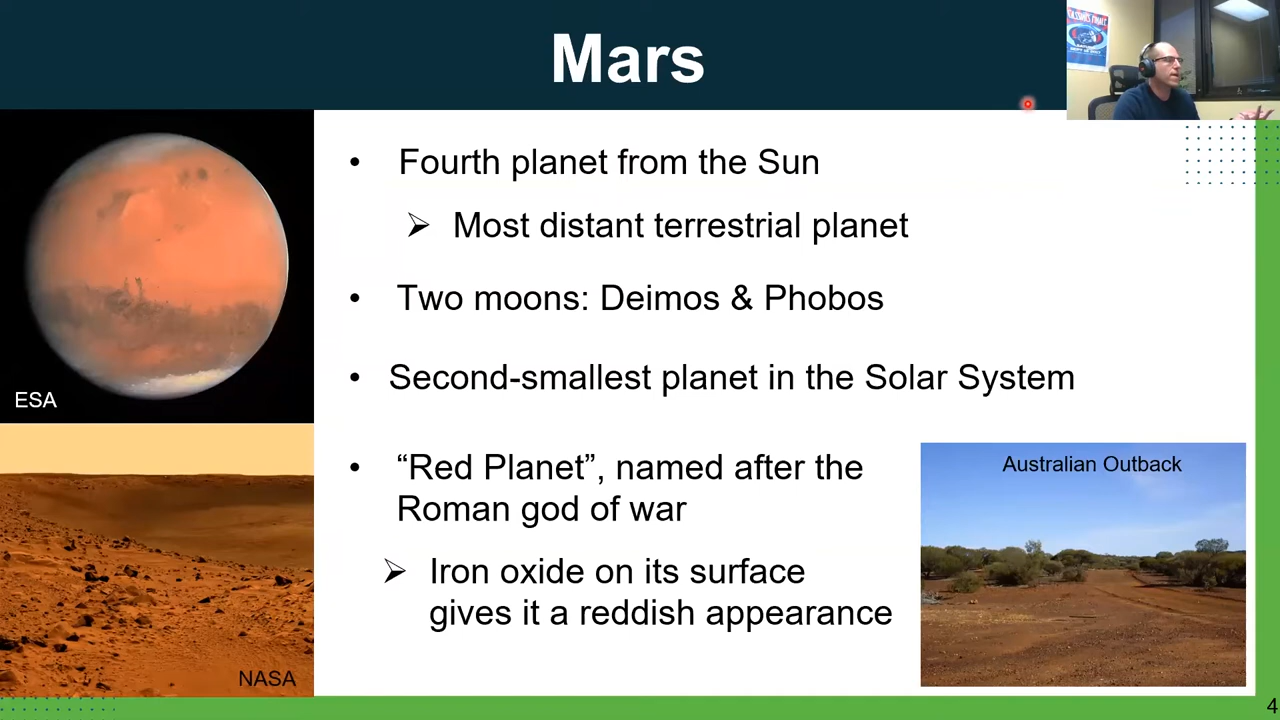 Mars
• Fourth planet from the Sun
➢ Most distant terrestrial planet
• Two moons: Deimos & Phobos
• Second-smallest planet in the Solar System
• “Red Planet”, named after the
Roman god of war
➢ Iron oxide on its surface
gives it a reddish appearance
ESA
NASA
Australian Outback
4